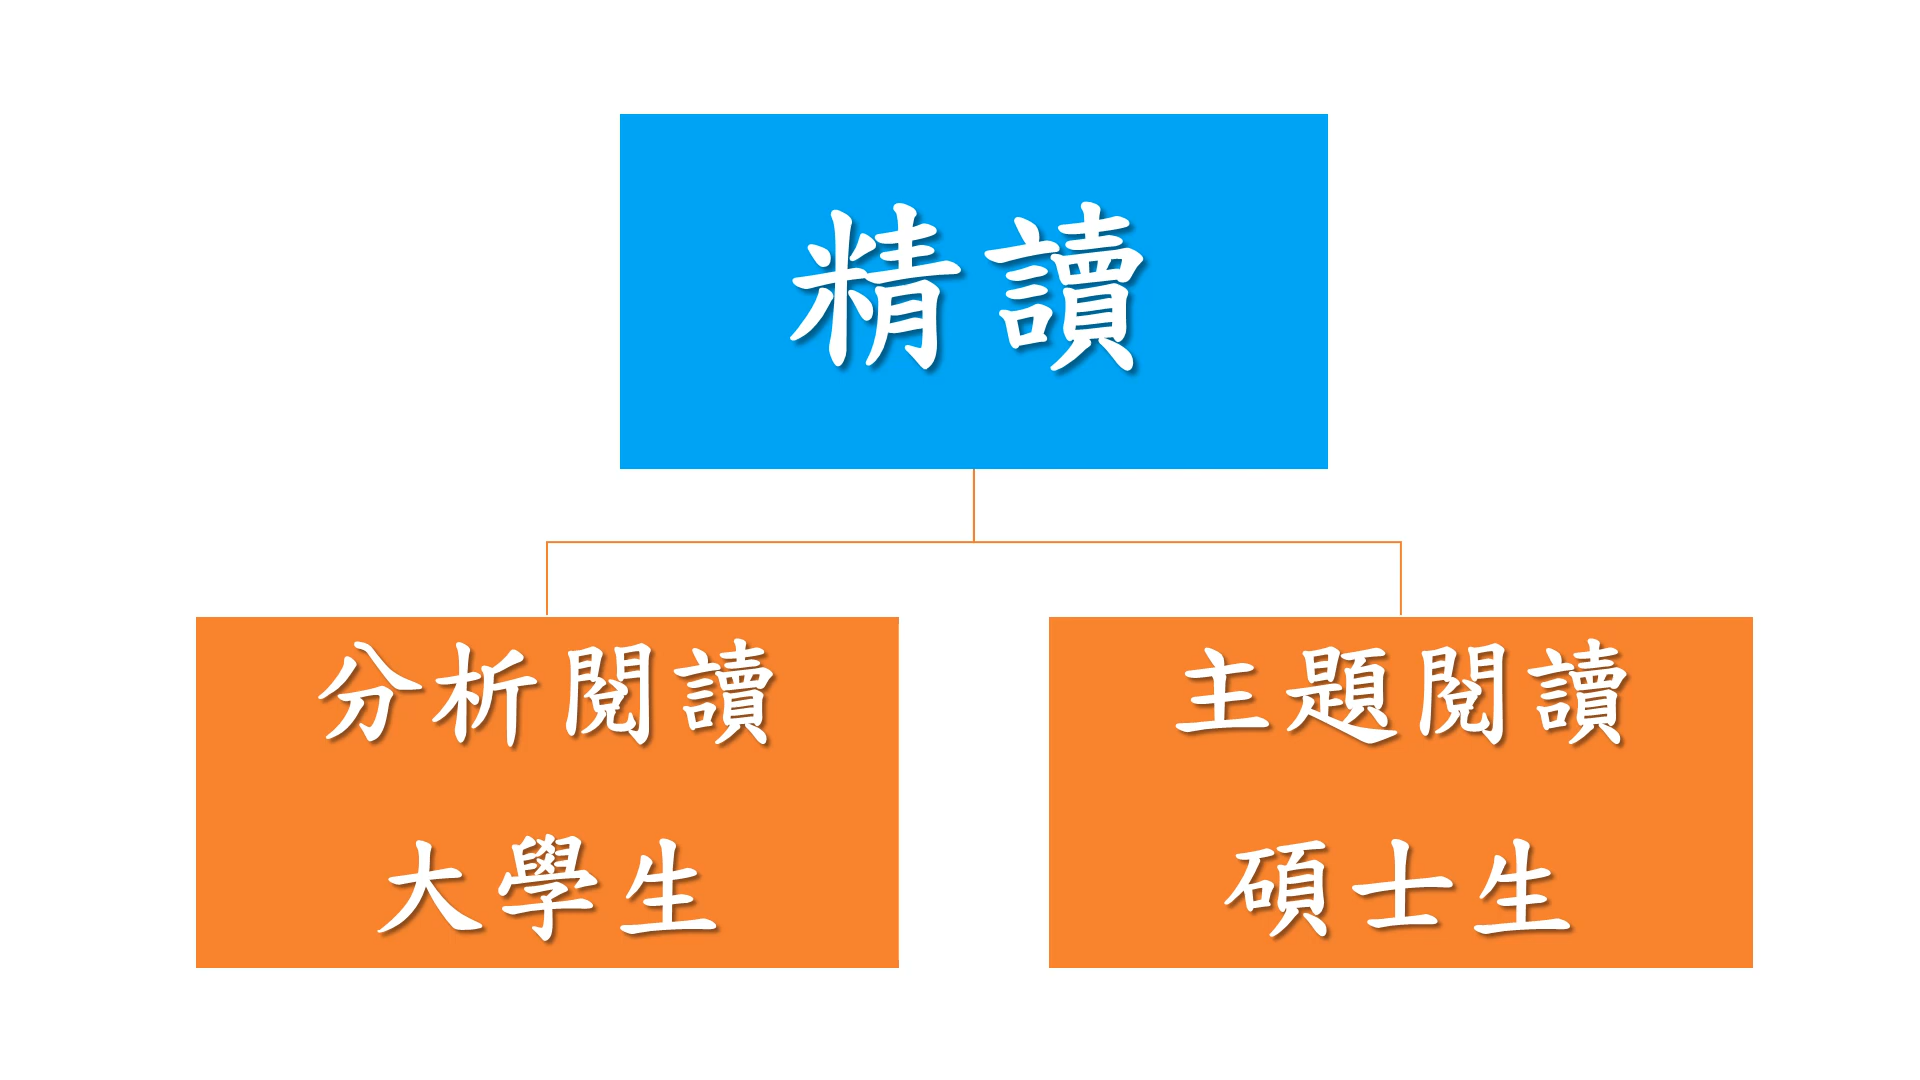 精讀
分析閱讀
大學生
主題閱讀
碩士生